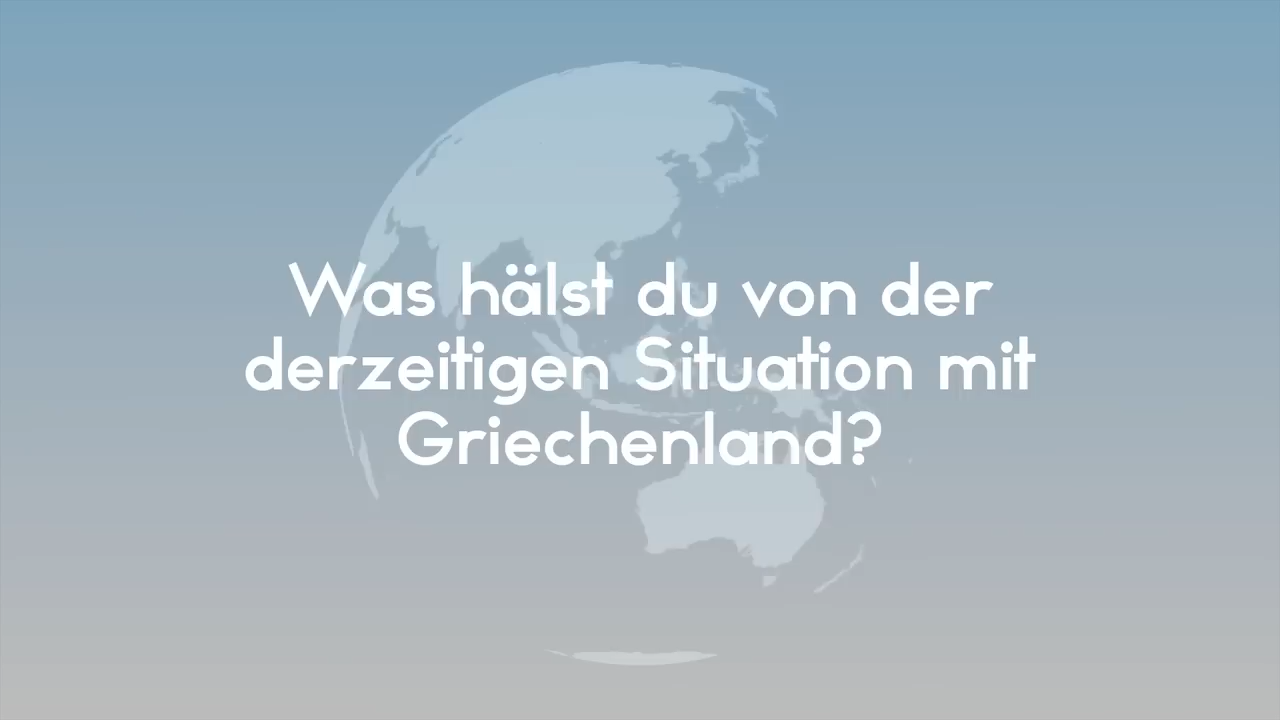 Was hälst du von der
derzeitigen Situation mit
Griechenland?